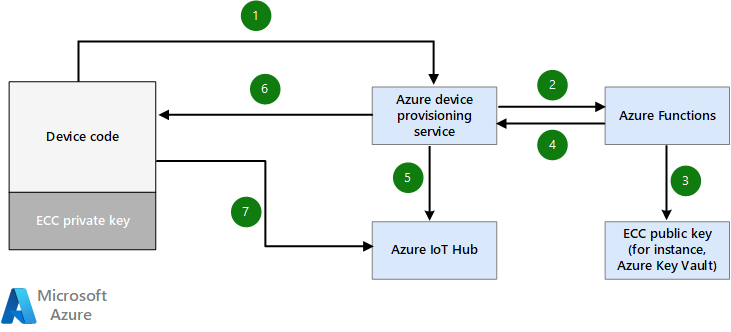 1
6
2
Device code
Azure device
provisioning
service
Azure Functions
4
5
3
ECC private key
7
Azure IoT Hub
ECC public key
(for instance,
Azure Key Vault)
Microsoft
Azure